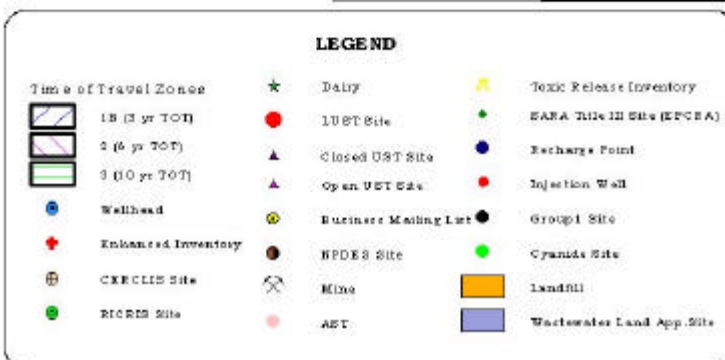 LEGEND
Time of Travel Zones
1B (3 yr TOT)
2 (6 yr TOT)
3 (10 yr TOT)
Wellhead
Enhanced Inventory
CERCLIS Site
RICRIS Site
Dairy
LUST Site
Closed UST Site
Open UST Site
Business Mailing List
NPDES Site
Mine
AST
Toxic Release Inventory
SARA Title III Site (EPCRA)
Recharge Point
Injection Well
Group1 Site
Cyanide Site
Landfill
Wastewater Land App. Site